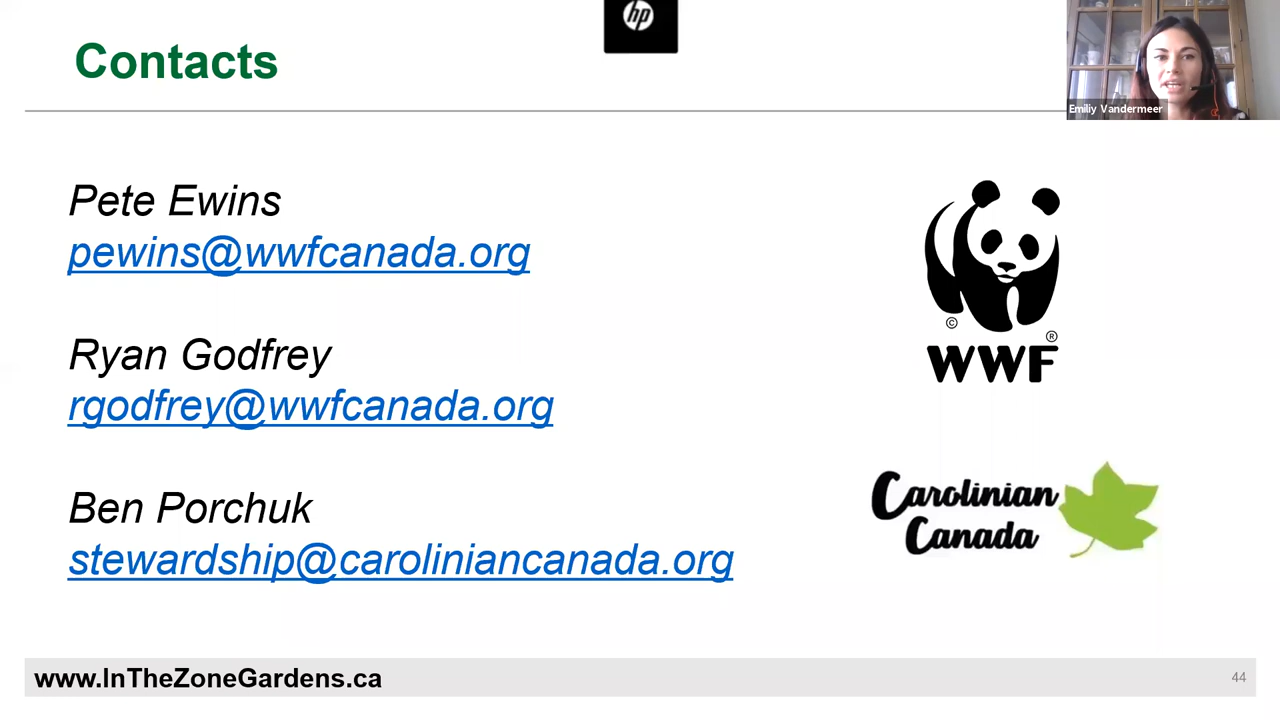 hp
Contacts
Emiliy Vandermeer
Pete Ewins
pewins@wwfcanada.org
Ryan Godfrey
rgodfrey@wwfcanada.org
Ben Porchuk
stewardship@caroliniancanada.org
©
®
WWF
Carolinian
Canada
www.InTheZoneGardens.ca
44